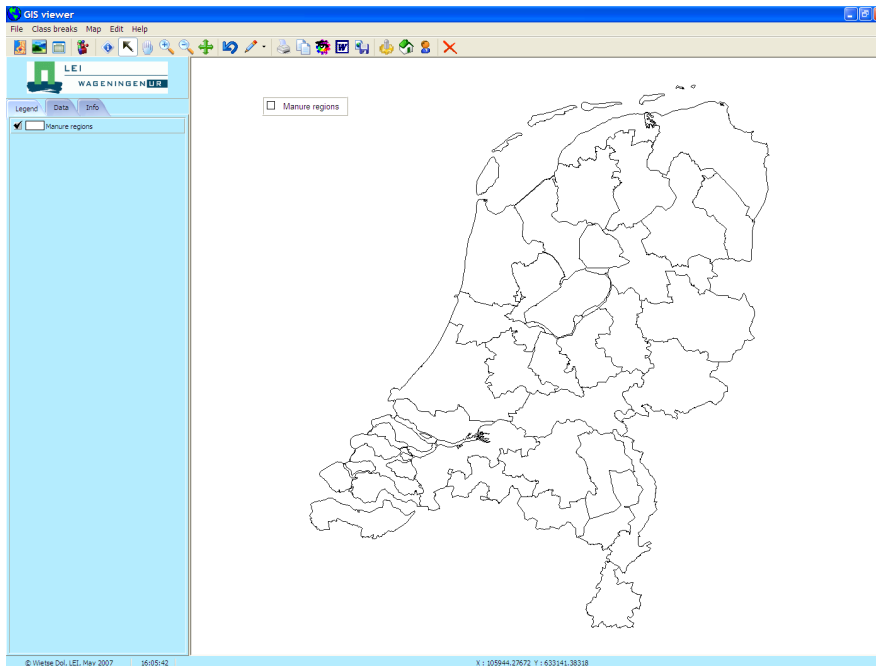 GIS viewer
File Class breaks Map Edit Help
LEI
WAGENINGEN UR
Legend Data Info
Manure regions
Manure regions
© Wietse Dol, LEI, May 2007 16:05:42 X : 105944.27672 Y : 633141.38318